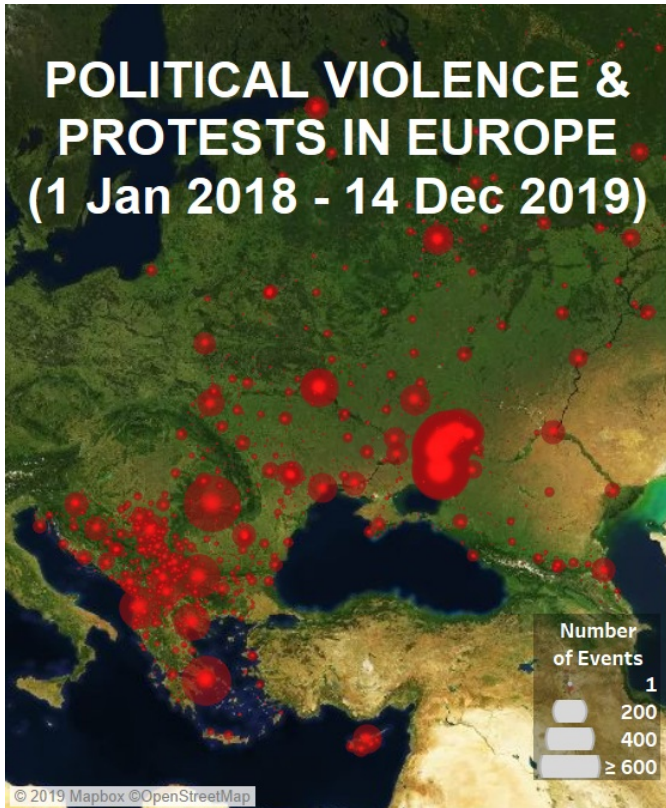 POLITICAL VIOLENCE &
PROTESTS IN EUROPE
(1 Jan 2018 - 14 Dec 2019)
Number
of Events
1
200
400
≥ 600
© 2019 Mapbox ©OpenStreetMap